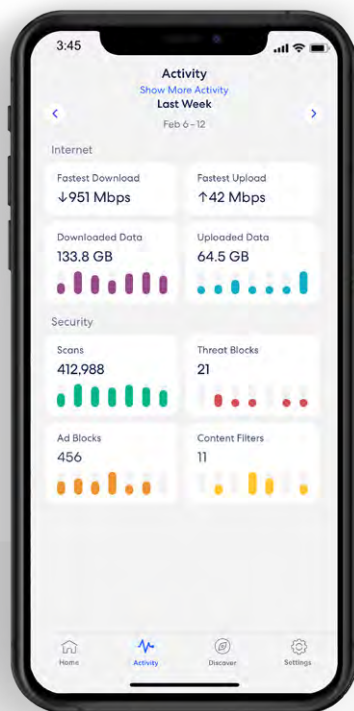 3:45
Activity
Show More Activity
Last Week
Feb 6 - 12
Internet
Fastest Download
↓951 Mbps
Fastest Upload
↑42 Mbps
Downloaded Data
133.8 GB
Uploaded Data
64.5 GB
Security
Scans
412,988
Threat Blocks
21
Ad Blocks
456
Content Filters
11
Home
Activity
Discover
Settings